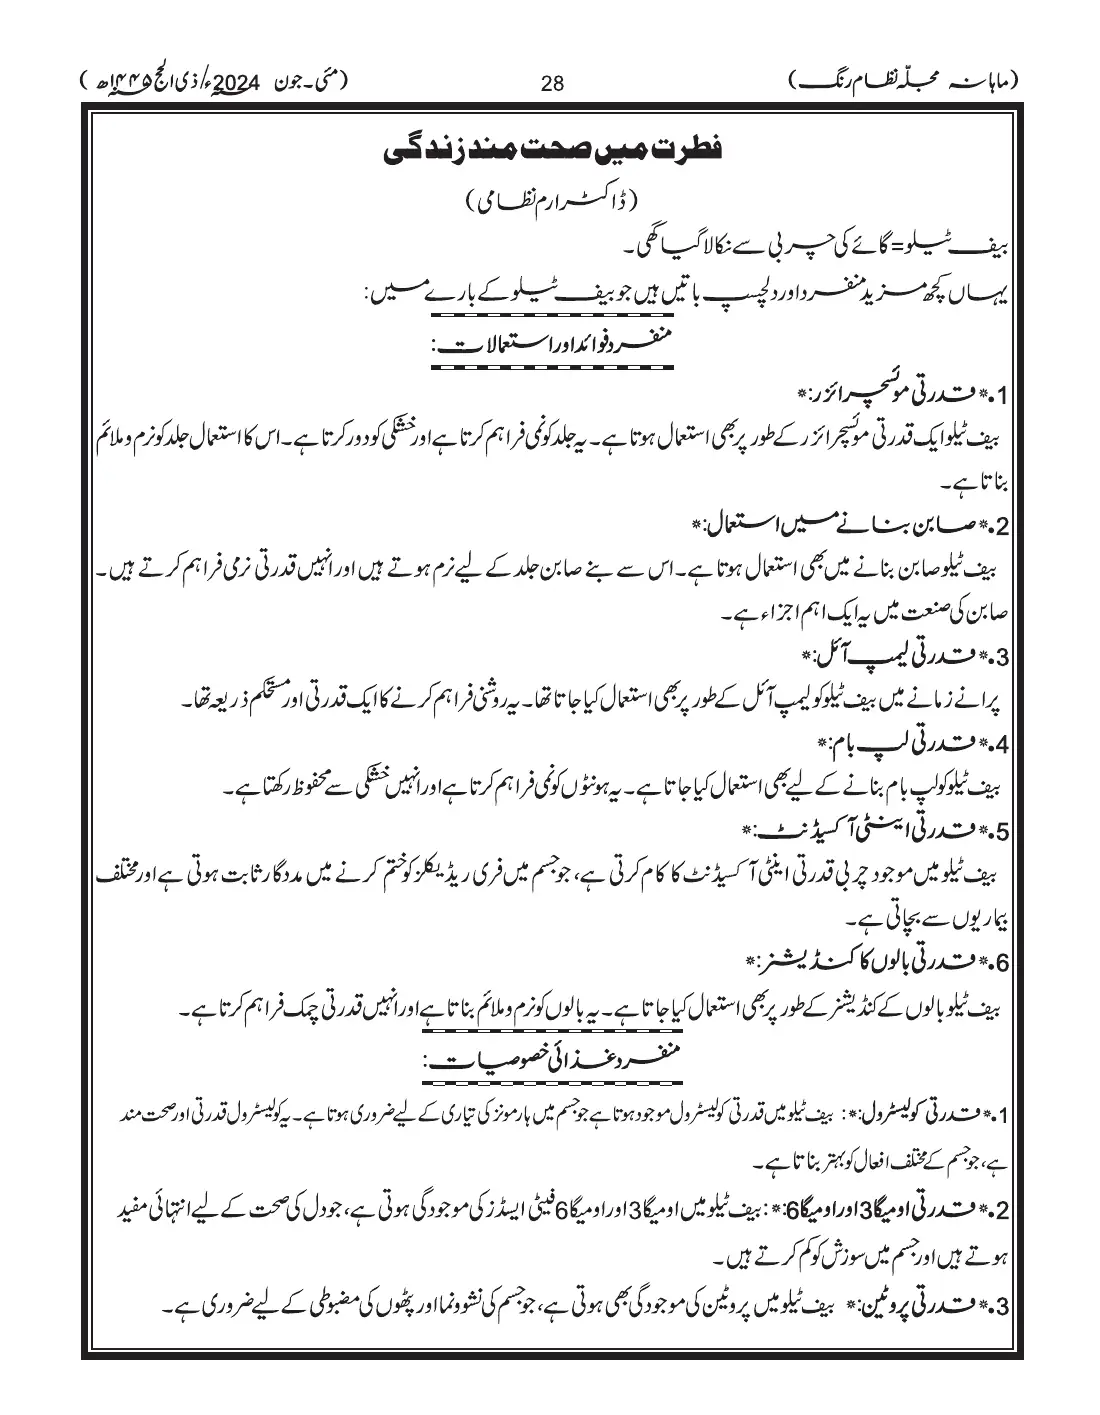 (ماہانہ مجلّہ نظام رنگ) 28 (مئی۔جون 2024ء/ذی الحج ۱۴۴۵ھ)
فطرت میں صحت مند زندگی
(ڈاکٹر ارم نظامی)
بیف ٹیلو= گائے کی چربی سے نکالا گیا گھی۔
یہاں کچھ مزید منفرد اور دلچسپ باتیں ہیں جو بیف ٹیلو کے بارے میں:
منفرد فوائد اور استعمالات:
1.* قدرتی موئسچرائزر:*
بیف ٹیلو ایک قدرتی موئسچرائزر کے طور پر بھی استعمال ہوتا ہے۔ یہ جلد کو نمی فراہم کرتا ہے اور خشکی کو دور کرتا ہے۔ اس کا استعمال جلد کو نرم و ملائم
بناتا ہے۔
2.* صابن بنانے میں استعمال:*
بیف ٹیلو صابن بنانے میں بھی استعمال ہوتا ہے۔ اس سے بنے صابن جلد کے لیے نرم ہوتے ہیں اور انہیں قدرتی نرمی فراہم کرتے ہیں۔
صابن کی صنعت میں یہ ایک اہم اجزاء ہے۔
3.* قدرتی لیمپ آئل:*
پرانے زمانے میں بیف ٹیلو کو لیمپ آئل کے طور پر بھی استعمال کیا جاتا تھا۔ یہ روشنی فراہم کرنے کا ایک قدرتی اور مستحکم ذریعہ تھا۔
4.* قدرتی لپ بام:*
بیف ٹیلو کو لپ بام بنانے کے لیے بھی استعمال کیا جاتا ہے۔ یہ ہونٹوں کو نمی فراہم کرتا ہے اور انہیں خشکی سے محفوظ رکھتا ہے۔
5.* قدرتی اینٹی آکسیڈنٹ:*
بیف ٹیلو میں موجود چربی قدرتی اینٹی آکسیڈنٹ کا کام کرتی ہے، جو جسم میں فری ریڈیکلز کو ختم کرنے میں مددگار ثابت ہوتی ہے اور مختلف
بیماریوں سے بچاتی ہے۔
6.* قدرتی بالوں کا کنڈیشنر:*
بیف ٹیلو بالوں کے کنڈیشنر کے طور پر بھی استعمال کیا جاتا ہے۔ یہ بالوں کو نرم و ملائم بناتا ہے اور انہیں قدرتی چمک فراہم کرتا ہے۔
منفرد غذائی خصوصیات:
1.* قدرتی کولیسٹرول:*: بیف ٹیلو میں قدرتی کولیسٹرول موجود ہوتا ہے جو جسم میں ہارمونز کی تیاری کے لیے ضروری ہوتا ہے۔ یہ کولیسٹرول قدرتی اور صحت مند
ہے، جو جسم کے مختلف افعال کو بہتر بناتا ہے۔
2.* قدرتی اومیگا3 اور اومیگا6:*: بیف ٹیلو میں اومیگا3 اور اومیگا6 فیٹی ایسڈز کی موجودگی ہوتی ہے، جو دل کی صحت کے لیے انتہائی مفید
ہوتے ہیں اور جسم میں سوزش کو کم کرتے ہیں۔
3.* قدرتی پروٹین:* بیف ٹیلو میں پروٹین کی موجودگی بھی ہوتی ہے، جو جسم کی نشوونما اور پٹھوں کی مضبوطی کے لیے ضروری ہے۔